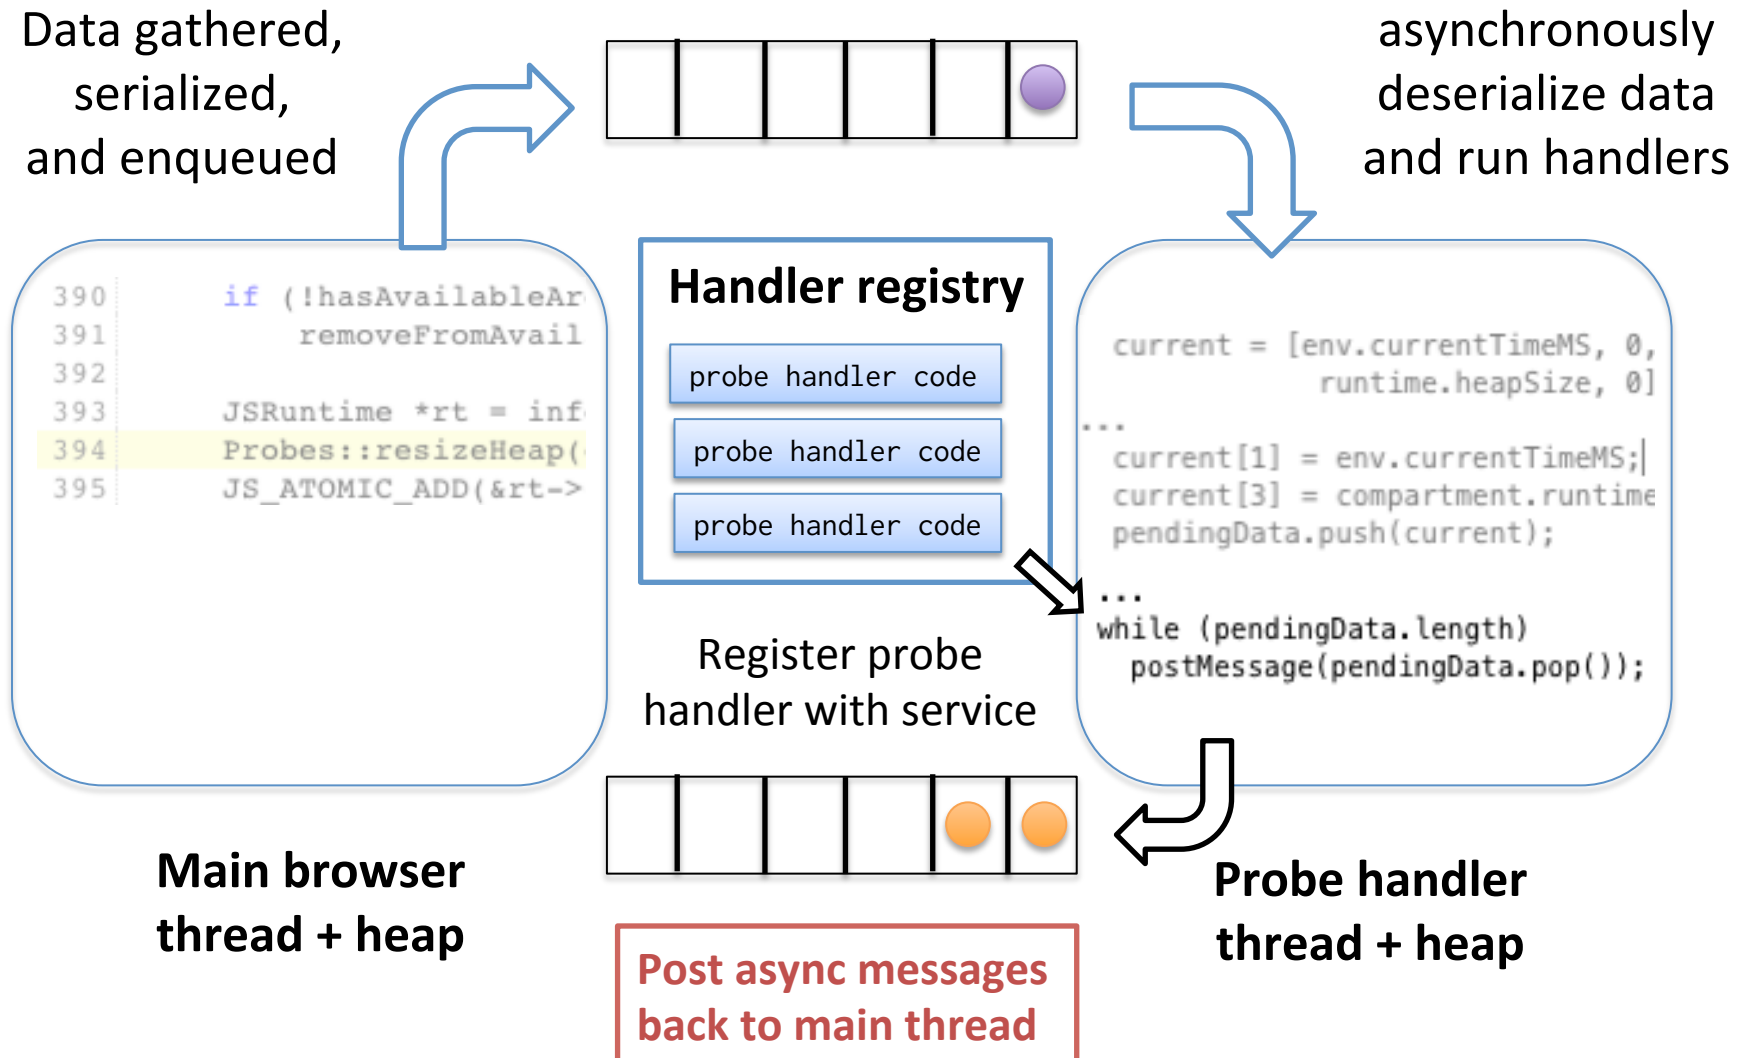 Data gathered,
serialized,
and enqueued
asynchronously
deserialize data
and run handlers
390 if (!hasAvailableAr
391 removeFromAvail
392
393 JSRuntime *rt = inf
394 Probes::resizeHeap(
395 JS_ATOMIC_ADD(&rt->
Handler registry
probe handler code
probe handler code
probe handler code
Register probe
handler with service
current = [env.currentTimeMS, 0,
runtime.heapSize, 0]
...
current[1] = env.currentTimeMS;
current[3] = compartment.runtime
pendingData.push(current);
...
while (pendingData.length)
postMessage(pendingData.pop());
Main browser
thread + heap
Probe handler
thread + heap
Post async messages
back to main thread